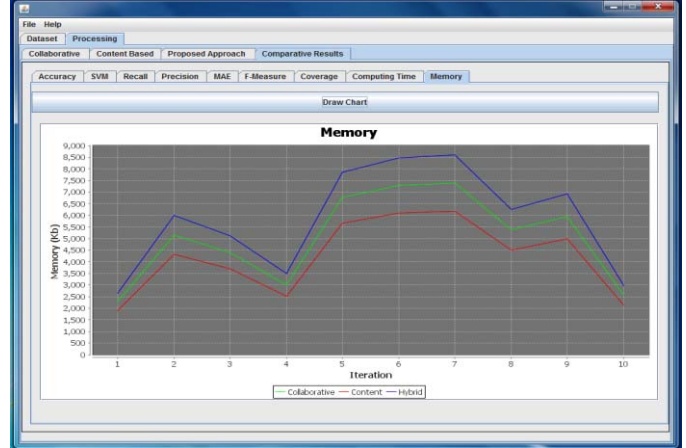 File Help
Dataset Processing
Collaborative Content Based Proposed Approach Comparative Results
Accuracy SVM Recall Precision MAE F-Measure Coverage Computing Time Memory
Draw Chart
Memory
9,000
8,500
8,000
7,500
7,000
6,500
6,000
5,500
5,000
4,500
4,000
3,500
3,000
2,500
2,000
1,500
1,000
500
0
Memory (Kb)
1 2 3 4 5 6 7 8 9 10
Iteration
Collaborative Content Hybrid